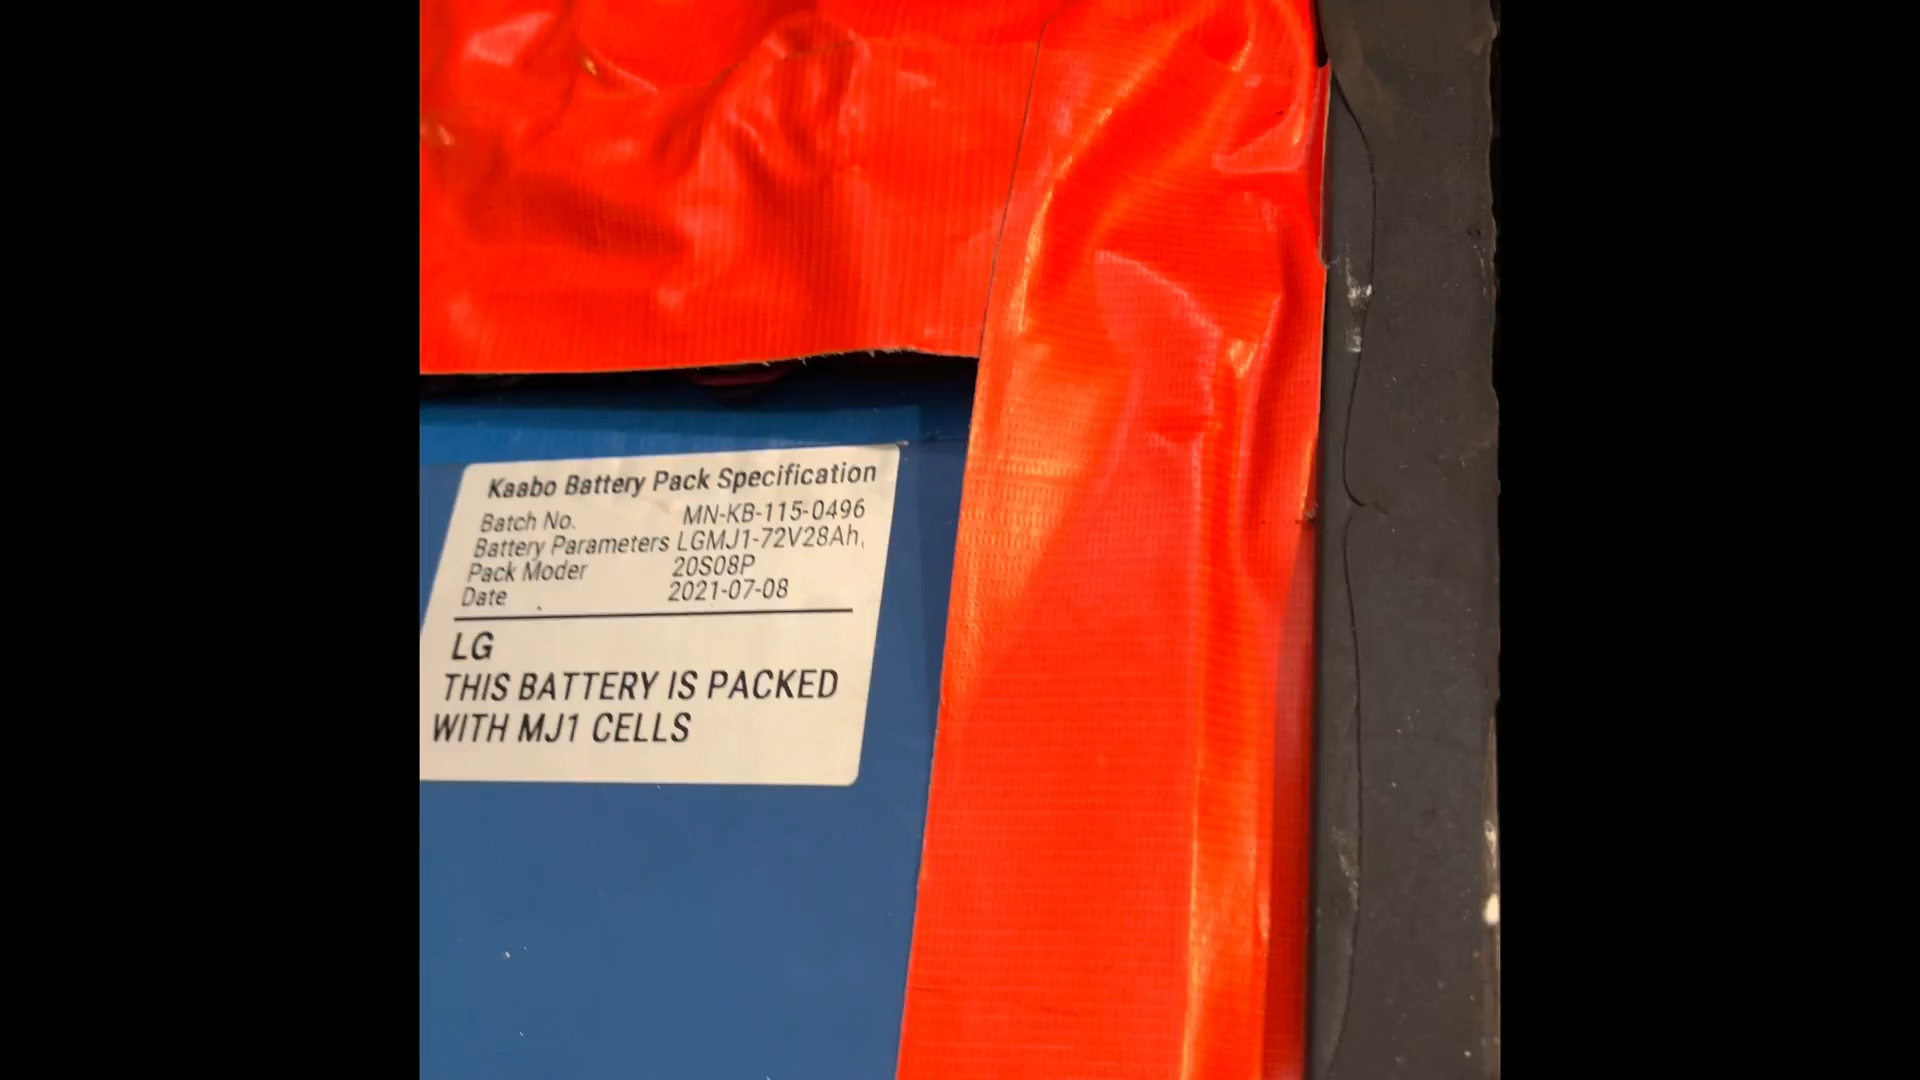 Kaabo Battery Pack Specification
Batch No. MN-KB-115-0496
Battery Parameters LGMJ1-72V28Ah,
Pack Moder 20S08P
Date 2021-07-08
LG
THIS BATTERY IS PACKED
WITH MJ1 CELLS